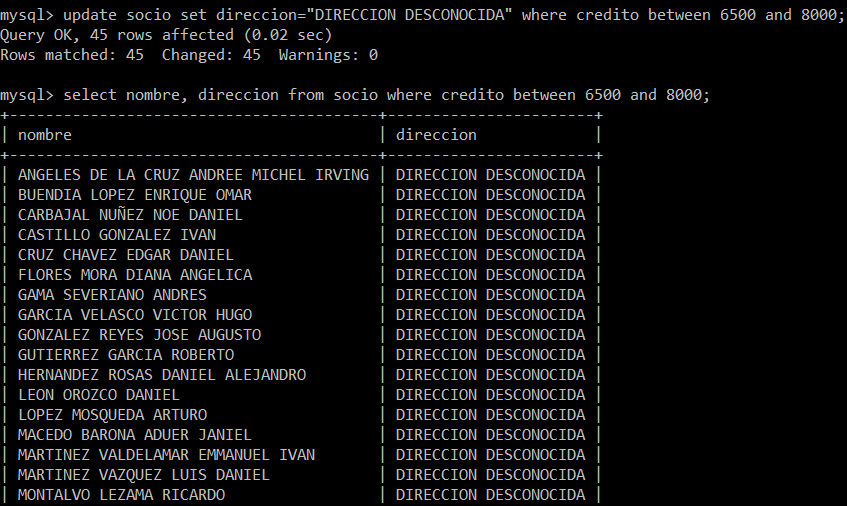 mysql> update socio set direccion="DIRECCION DESCONOCIDA" where credito between 6500 and 8000;
Query OK, 45 rows affected (0.02 sec)
Rows matched: 45  Changed: 45  Warnings: 0

mysql> select nombre, direccion from socio where credito between 6500 and 8000;
+-----------------------------------------+-----------------------+
| nombre                                  | direccion             |
+-----------------------------------------+-----------------------+
| ANGELES DE LA CRUZ ANDREE MICHEL IRVING | DIRECCION DESCONOCIDA |
| BUENDIA LOPEZ ENRIQUE OMAR              | DIRECCION DESCONOCIDA |
| CARBAJAL NUÑEZ NOE DANIEL               | DIRECCION DESCONOCIDA |
| CASTILLO GONZALEZ IVAN                  | DIRECCION DESCONOCIDA |
| CRUZ CHAVEZ EDGAR DANIEL                | DIRECCION DESCONOCIDA |
| FLORES MORA DIANA ANGELICA              | DIRECCION DESCONOCIDA |
| GAMA SEVERIANO ANDRES                   | DIRECCION DESCONOCIDA |
| GARCIA VELASCO VICTOR HUGO              | DIRECCION DESCONOCIDA |
| GONZALEZ REYES JOSE AUGUSTO             | DIRECCION DESCONOCIDA |
| GUTIERREZ GARCIA ROBERTO                | DIRECCION DESCONOCIDA |
| HERNANDEZ ROSAS DANIEL ALEJANDRO        | DIRECCION DESCONOCIDA |
| LEON OROZCO DANIEL                      | DIRECCION DESCONOCIDA |
| LOPEZ MOSQUEDA ARTURO                   | DIRECCION DESCONOCIDA |
| MACEDO BARONA ADUER JANIEL              | DIRECCION DESCONOCIDA |
| MARTINEZ VALDELAMAR EMMANUEL IVAN       | DIRECCION DESCONOCIDA |
| MARTINEZ VAZQUEZ LUIS DANIEL            | DIRECCION DESCONOCIDA |
| MONTALVO LEZAMA RICARDO                 | DIRECCION DESCONOCIDA |